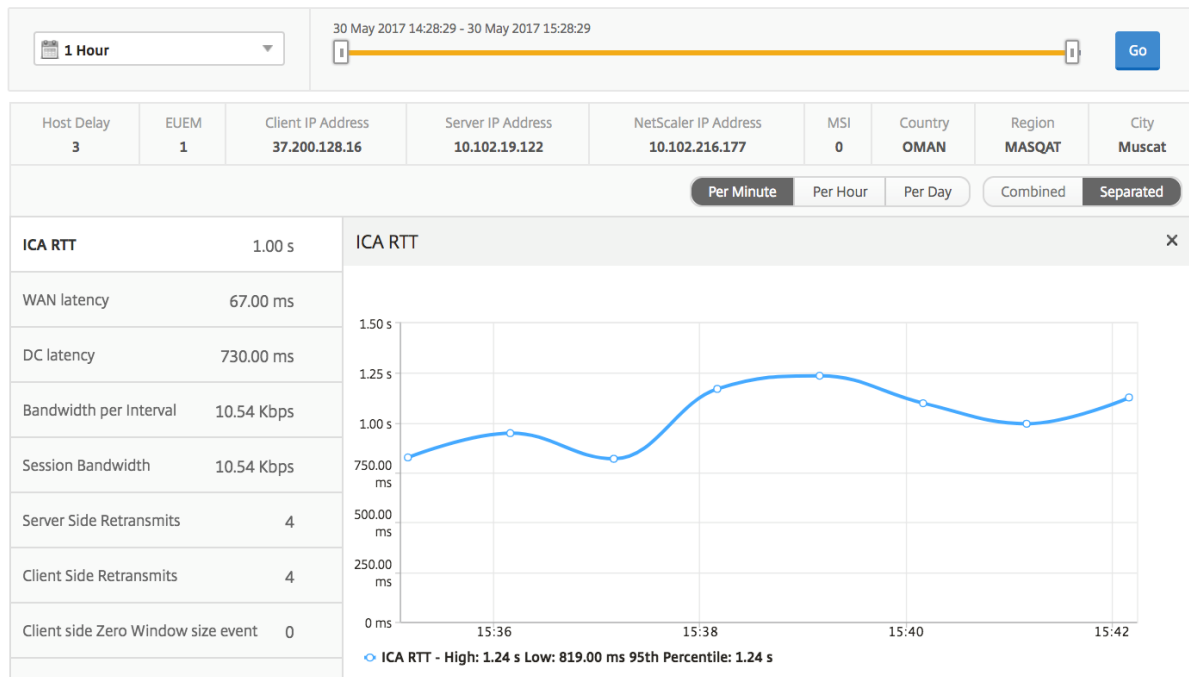 30 May 2017 14:28:29 - 30 May 2017 15:28:29
1 Hour
Go
Host Delay EUEM Client IP Address Server IP Address NetScaler IP Address MSI Country Region City
3 1 37.200.128.16 10.102.19.122 10.102.216.177 0 OMAN MASQAT Muscat
Per Minute Per Hour Per Day Combined Separated
ICA RTT 1.00 s
WAN latency 67.00 ms
DC latency 730.00 ms
Bandwidth per Interval 10.54 Kbps
Session Bandwidth 10.54 Kbps
Server Side Retransmits 4
Client Side Retransmits 4
Client side Zero Window size event 0
ICA RTT ×
1.50 s
1.25 s
1.00 s
750.00
ms
500.00
ms
250.00
ms
0 ms
15:36 15:38 15:40 15:42
ICA RTT - High: 1.24 s Low: 819.00 ms 95th Percentile: 1.24 s